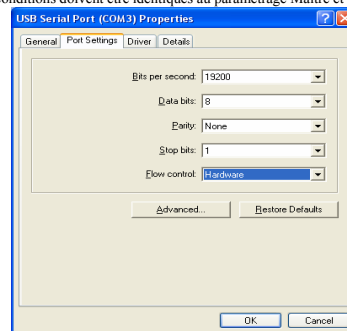 conditions doivent être identiques au paramétrage Maître et
USB Serial Port (COM3) Properties
General Port Settings Driver Details
Bits per second: 19200
Data bits: 8
Parity: None
Stop bits: 1
Flow control: Hardware
Advanced... Restore Defaults
OK Cancel